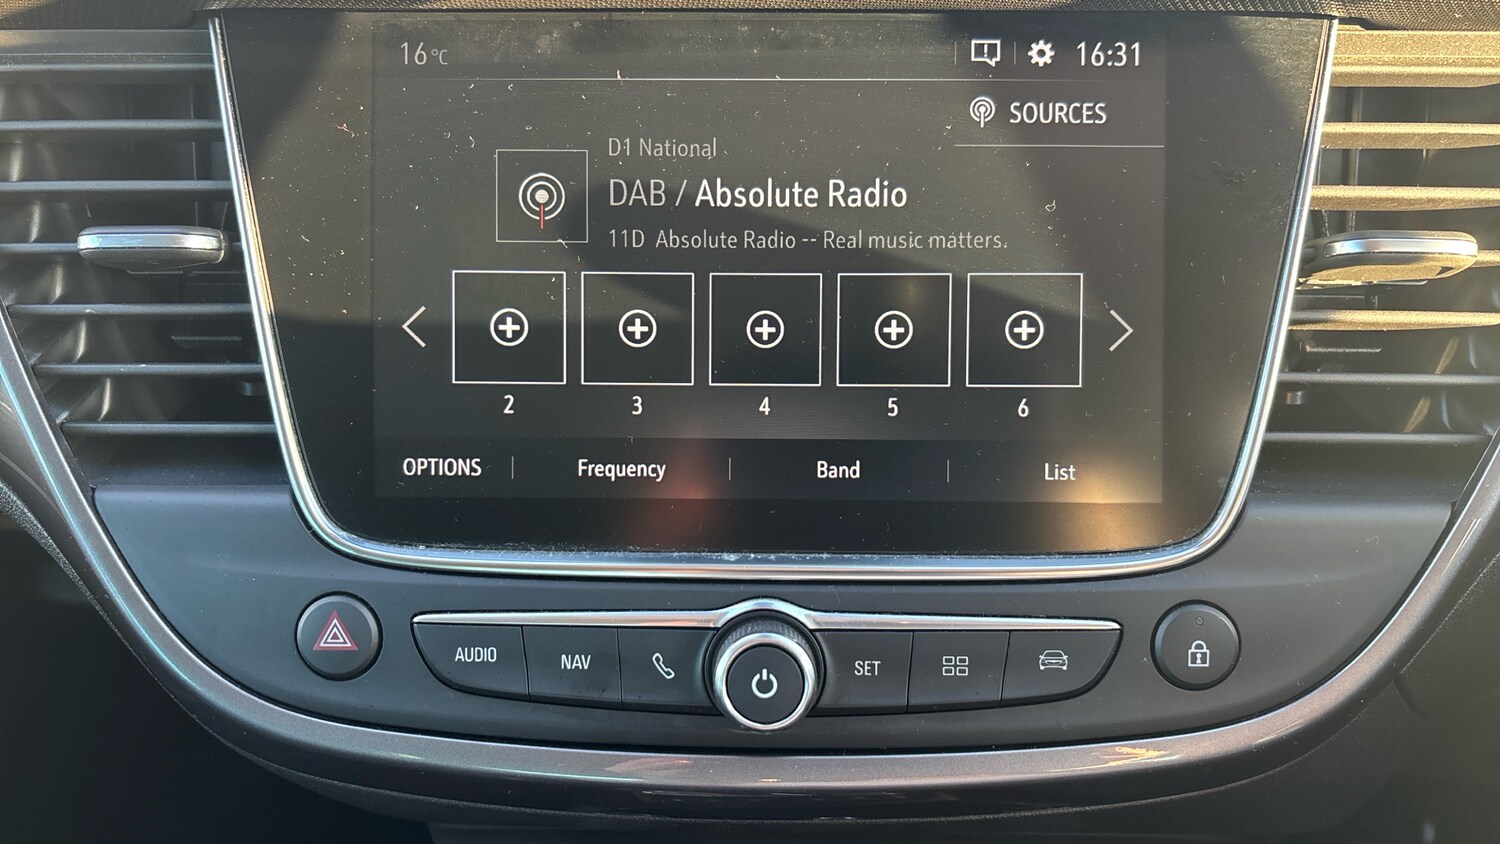 16°C
16:31
SOURCES
D1 National
DAB / Absolute Radio
11D Absolute Radio -- Real music matters.
2 3 4 5 6
OPTIONS Frequency Band List
AUDIO NAV SET